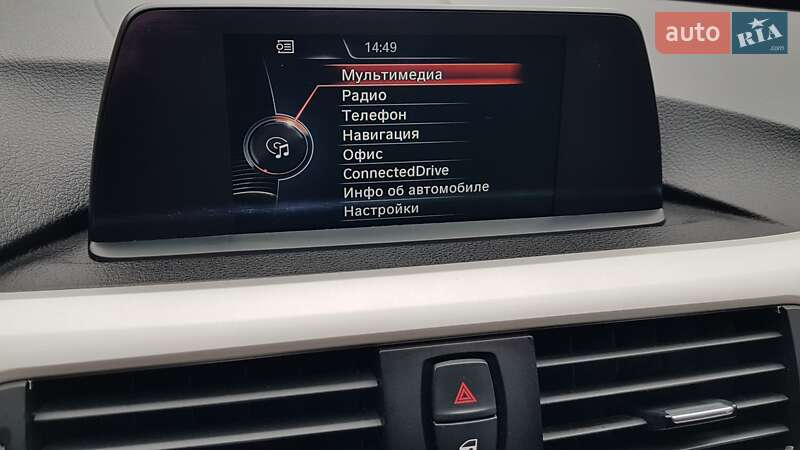 auto RIA
.com
14:49
Мультимедиа
Радио
Телефон
Навигация
Офис
ConnectedDrive
Инфо об автомобиле
Настройки